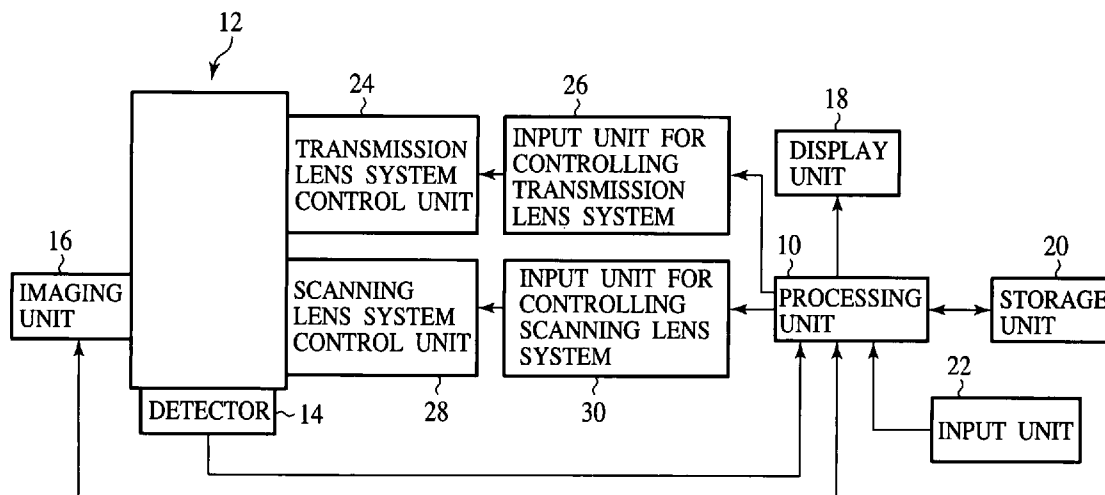 12
24
TRANSMISSION
LENS SYSTEM
CONTROL UNIT
26
INPUT UNIT FOR
CONTROLLING
TRANSMISSION
LENS SYSTEM
18
DISPLAY
UNIT
16
IMAGING
UNIT
SCANNING
LENS SYSTEM
CONTROL UNIT
28
INPUT UNIT FOR
CONTROLLING
SCANNING LENS
SYSTEM
30
10
PROCESSING
UNIT
20
STORAGE
UNIT
DETECTOR
14
22
INPUT UNIT